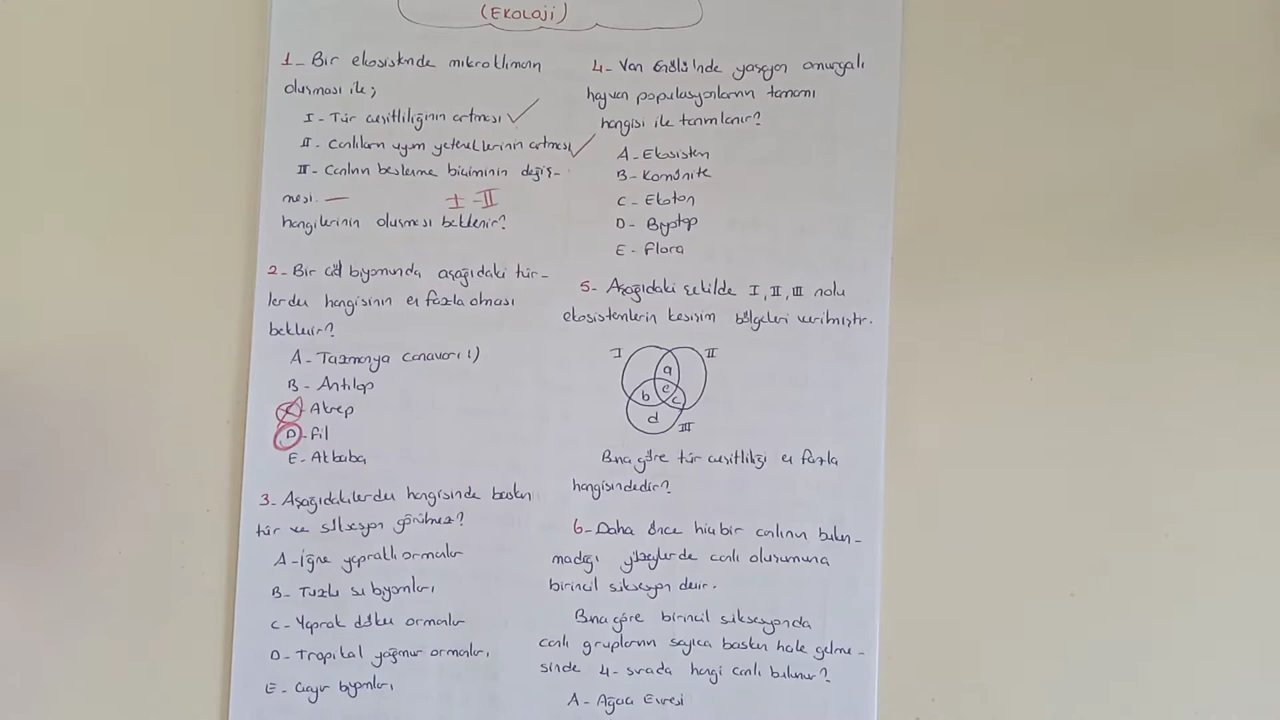 (EKOLOJİ)
1- Bir ekosistemde mikroklimanın
oluşması ile;
I- Tür çeşitliliğinin artması ✓
II- Canlıların uyum yeteneklerinin artması ✓
III- Canlının beslenme biçiminin değiş-
mesi. —
I-II
hangilerinin oluşması beklenir?
2- Bir çöl biyomunda aşağıdaki tür-
lerden hangisinin en fazla olması
beklenir?
A- Tazmanya canavarı :)
B- Antilop
C- Akrep
D- Fil
E- Akbaba
3- Aşağıdakilerden hangisinde baskın
tür ve süksesyon görülmez?
A- İğne yapraklı ormanlar
B- Tuzlu su biyomları
C- Yaprak döken ormanlar
D- Tropikal yağmur ormanları
E- Çayır biyomları
4- Van Gölü'nde yaşayan omurgalı
hayvan populasyonlarının tamamı
hangisi ile tanımlanır?
A- Ekosistem
B- Komünite
C- Ekoton
D- Biyotop
E- Flora
5- Aşağıdaki şekilde I, II, III nolu
ekosistemlerin kesişim bölgeleri verilmiştir.
I
II
a
e
b
c
d
III
Buna göre tür çeşitliliği en fazla
hangisindedir?
6- Daha önce hiçbir canlının bulun-
madığı yüzeylerde canlı oluşumuna
birincil süksesyon denir.
Buna göre birincil süksesyonda
canlı gruplarının sayıca baskın hale gelme-
sinde 4. sırada hangi canlı bulunur?
A- Ağaç Evresi